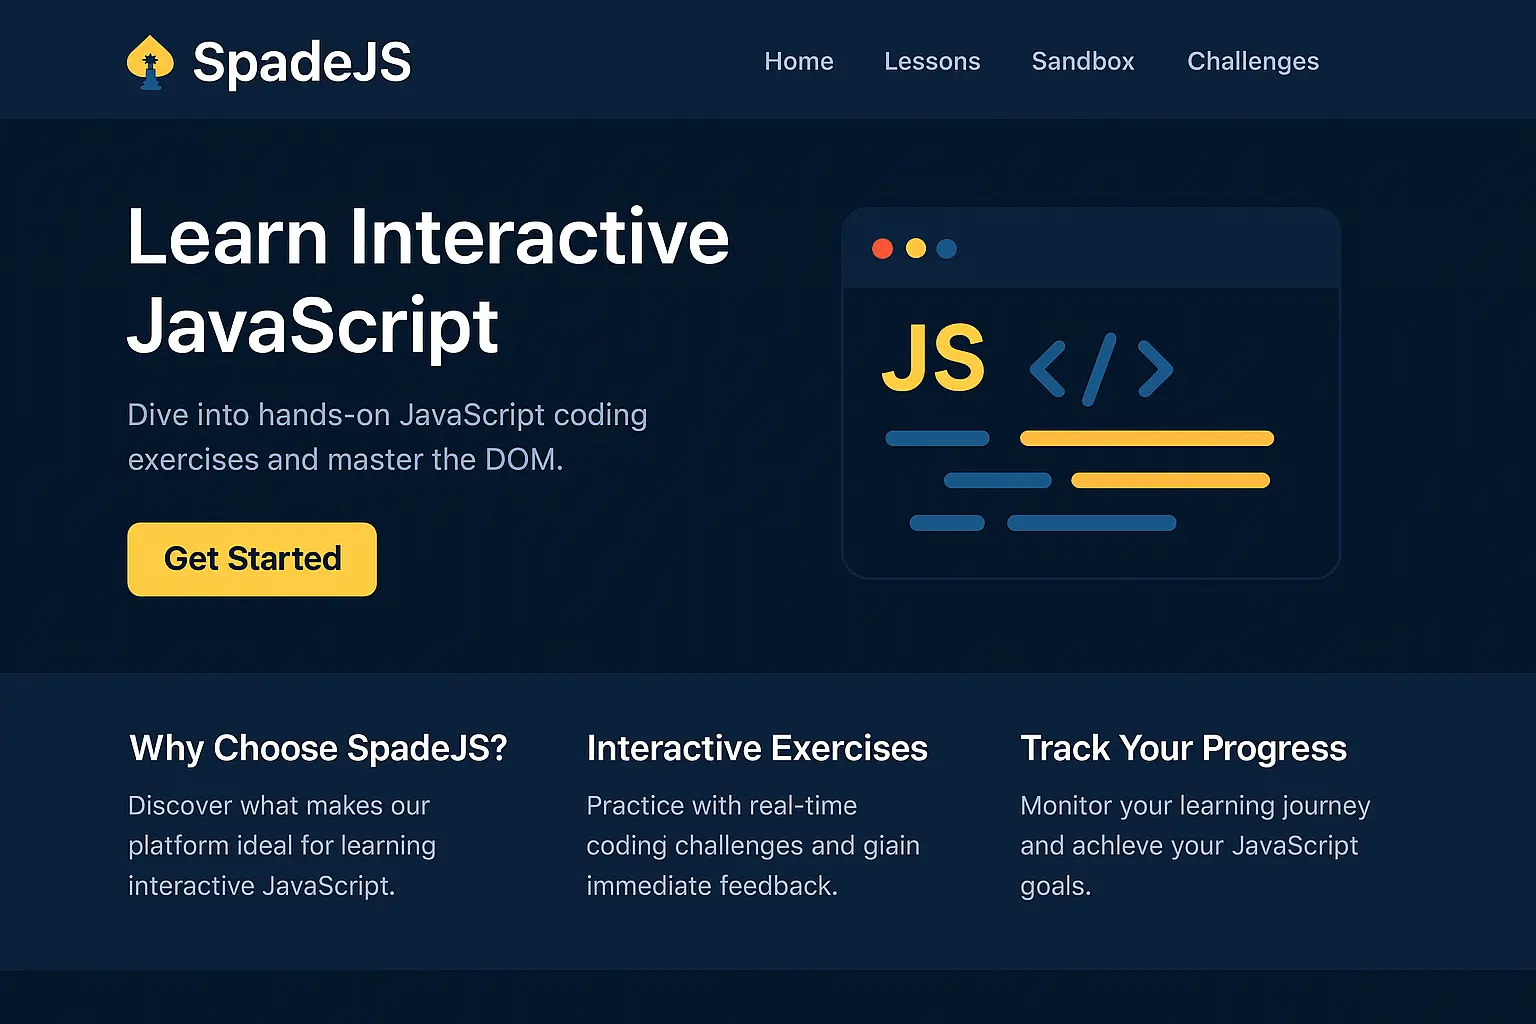 SpadeJS
Home Lessons Sandbox Challenges
Learn Interactive
JavaScript
Dive into hands-on JavaScript coding
exercises and master the DOM.
Get Started
JS </>
Why Choose SpadeJS?
Discover what makes our
platform ideal for learning
interactive JavaScript.
Interactive Exercises
Practice with real-time
coding challenges and giain
immediate feedback.
Track Your Progress
Monitor your learning journey
and achleve your JavaScript
goals.